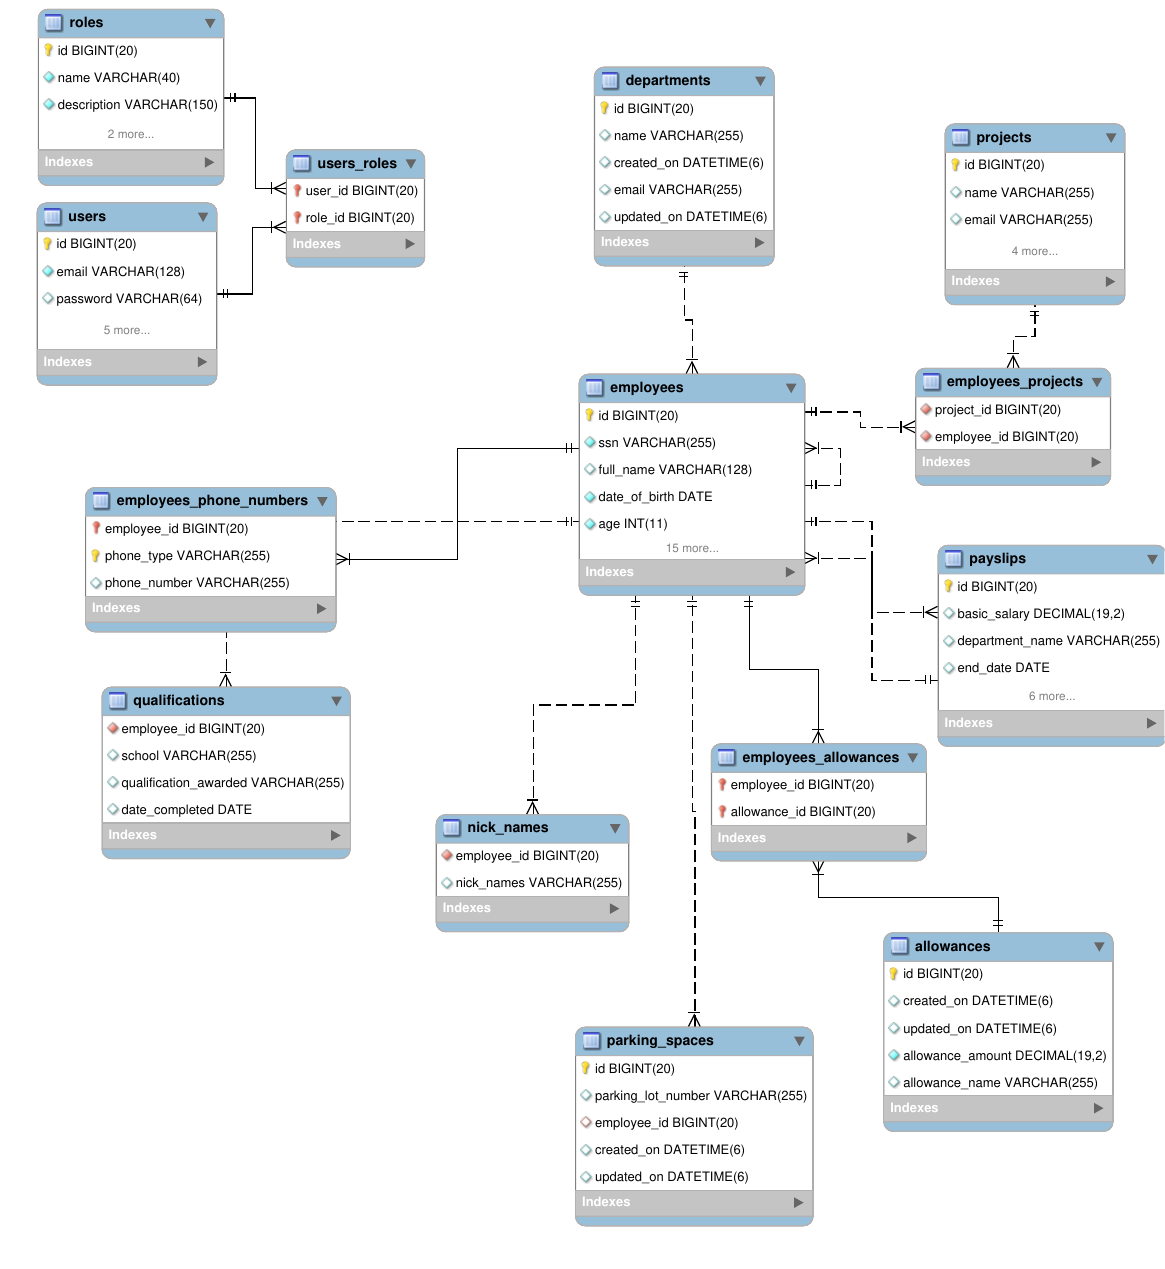 roles
id BIGINT(20)
name VARCHAR(40)
description VARCHAR(150)
2 more...
Indexes
users_roles
user_id BIGINT(20)
role_id BIGINT(20)
Indexes
users
id BIGINT(20)
email VARCHAR(128)
password VARCHAR(64)
5 more...
Indexes
departments
id BIGINT(20)
name VARCHAR(255)
created_on DATETIME(6)
email VARCHAR(255)
updated_on DATETIME(6)
Indexes
projects
id BIGINT(20)
name VARCHAR(255)
email VARCHAR(255)
4 more...
Indexes
employees
id BIGINT(20)
ssn VARCHAR(255)
full_name VARCHAR(128)
date_of_birth DATE
age INT(11)
15 more...
Indexes
employees_projects
project_id BIGINT(20)
employee_id BIGINT(20)
Indexes
employees_phone_numbers
employee_id BIGINT(20)
phone_type VARCHAR(255)
phone_number VARCHAR(255)
Indexes
payslips
id BIGINT(20)
basic_salary DECIMAL(19,2)
department_name VARCHAR(255)
end_date DATE
6 more...
Indexes
qualifications
employee_id BIGINT(20)
school VARCHAR(255)
qualification_awarded VARCHAR(255)
date_completed DATE
Indexes
employees_allowances
employee_id BIGINT(20)
allowance_id BIGINT(20)
Indexes
nick_names
employee_id BIGINT(20)
nick_names VARCHAR(255)
Indexes
allowances
id BIGINT(20)
created_on DATETIME(6)
updated_on DATETIME(6)
allowance_amount DECIMAL(19,2)
allowance_name VARCHAR(255)
Indexes
parking_spaces
id BIGINT(20)
parking_lot_number VARCHAR(255)
employee_id BIGINT(20)
created_on DATETIME(6)
updated_on DATETIME(6)
Indexes